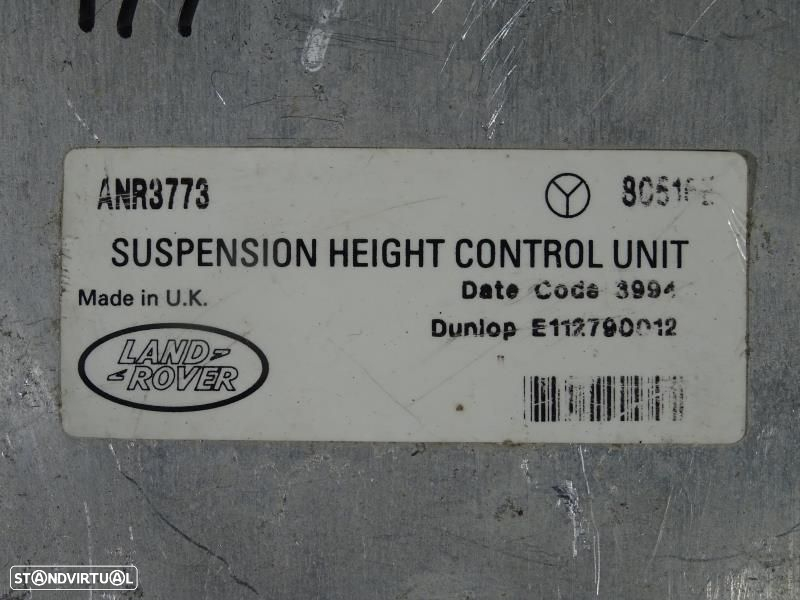 ANR3773
SUSPENSION HEIGHT CONTROL UNIT
Made in U.K.
Date Code 3994
Dunlop E112790012
LAND
ROVER
STANDVIRTUAL